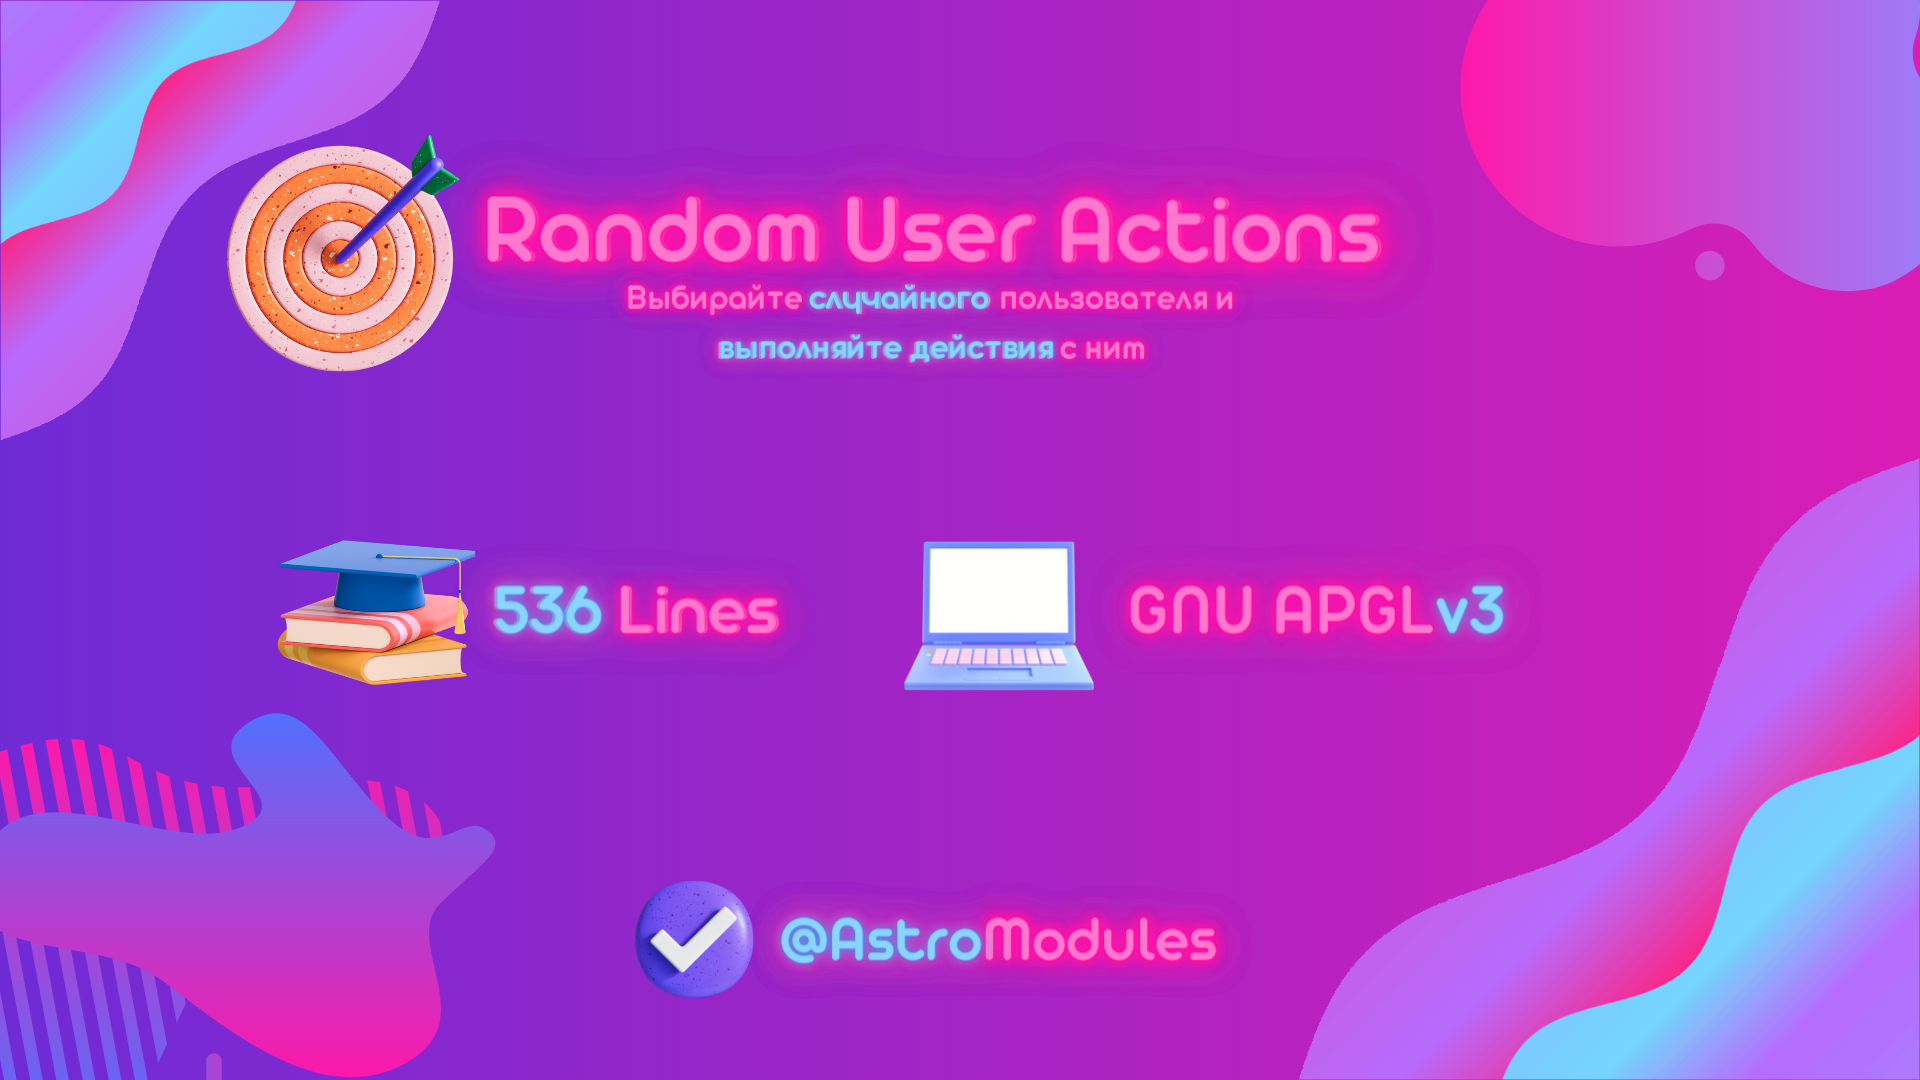 Random User Actions
Выбирайте случайного пользователя и
выполняйте действия с ним
536 Lines
GNU APGLv3
@AstroModules